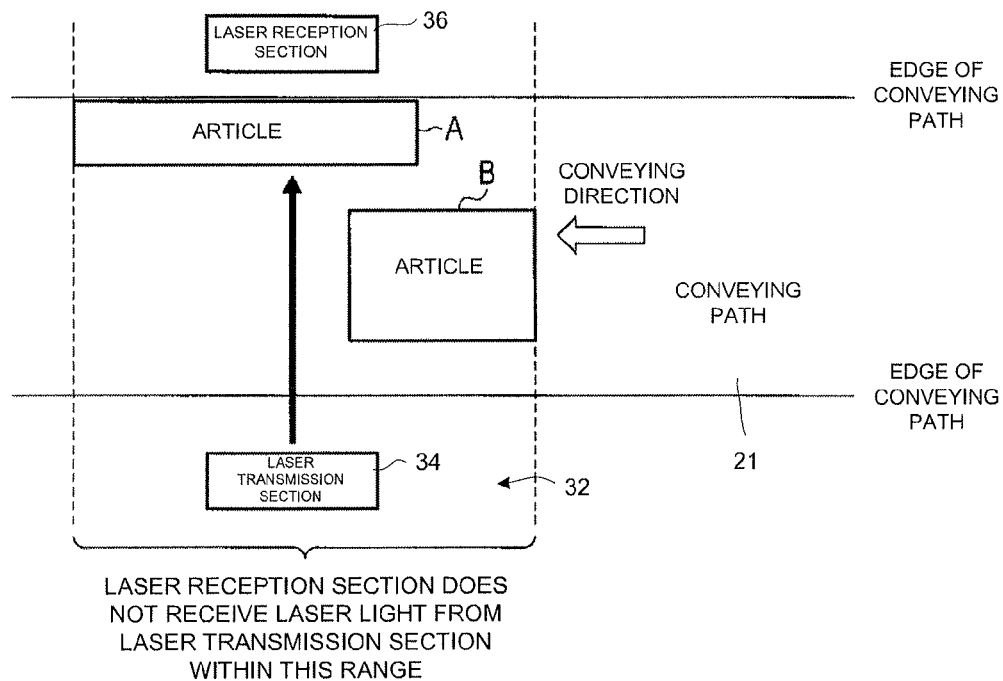 LASER RECEPTION
SECTION
36
EDGE OF
CONVEYING
PATH
ARTICLE
A
B
CONVEYING
DIRECTION
ARTICLE
CONVEYING
PATH
EDGE OF
CONVEYING
PATH
LASER
TRANSMISSION
SECTION
34
32
21
LASER RECEPTION SECTION DOES
NOT RECEIVE LASER LIGHT FROM
LASER TRANSMISSION SECTION
WITHIN THIS RANGE